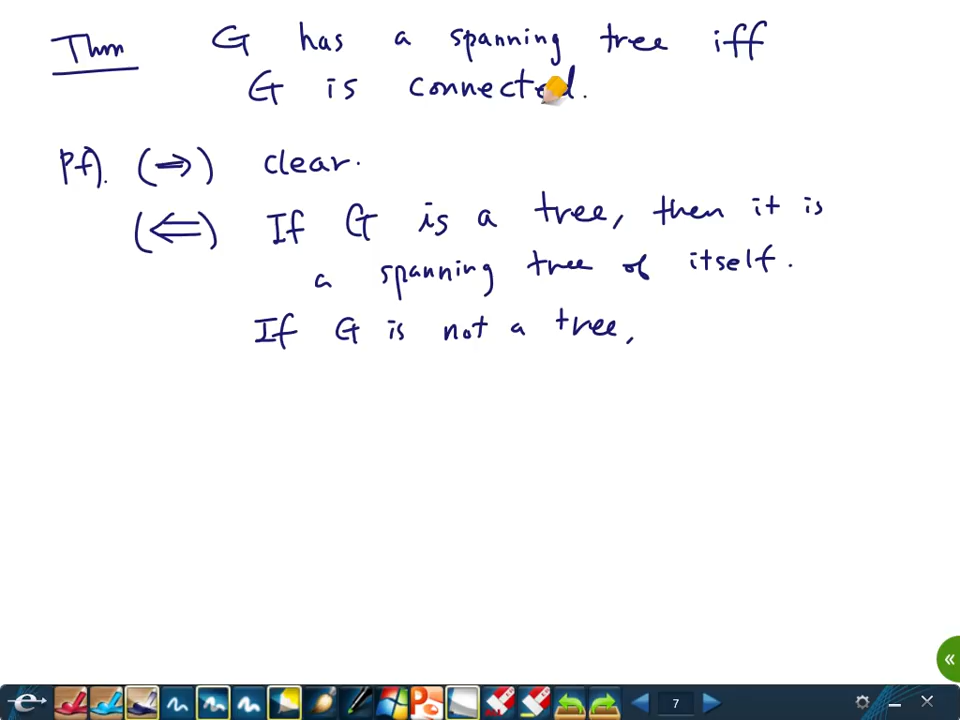 Thm G has a spanning tree iff
G is connected.
Pf). (⇒) clear.
(⇐) If G is a tree, then it is
a spanning tree of itself.
If G is not a tree,
7